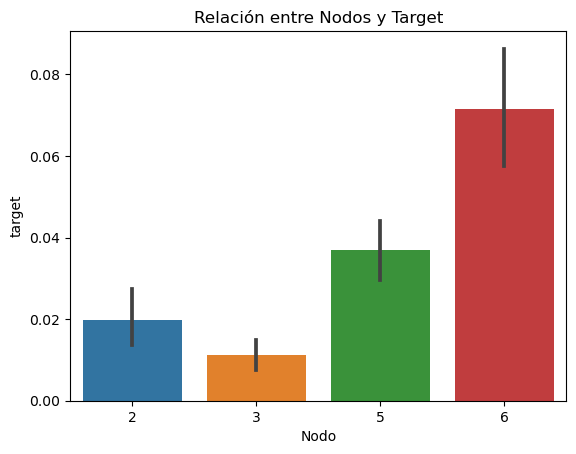 Relación entre Nodos y Target
target
0.08
0.06
0.04
0.02
0.00
2 3 5 6
Nodo